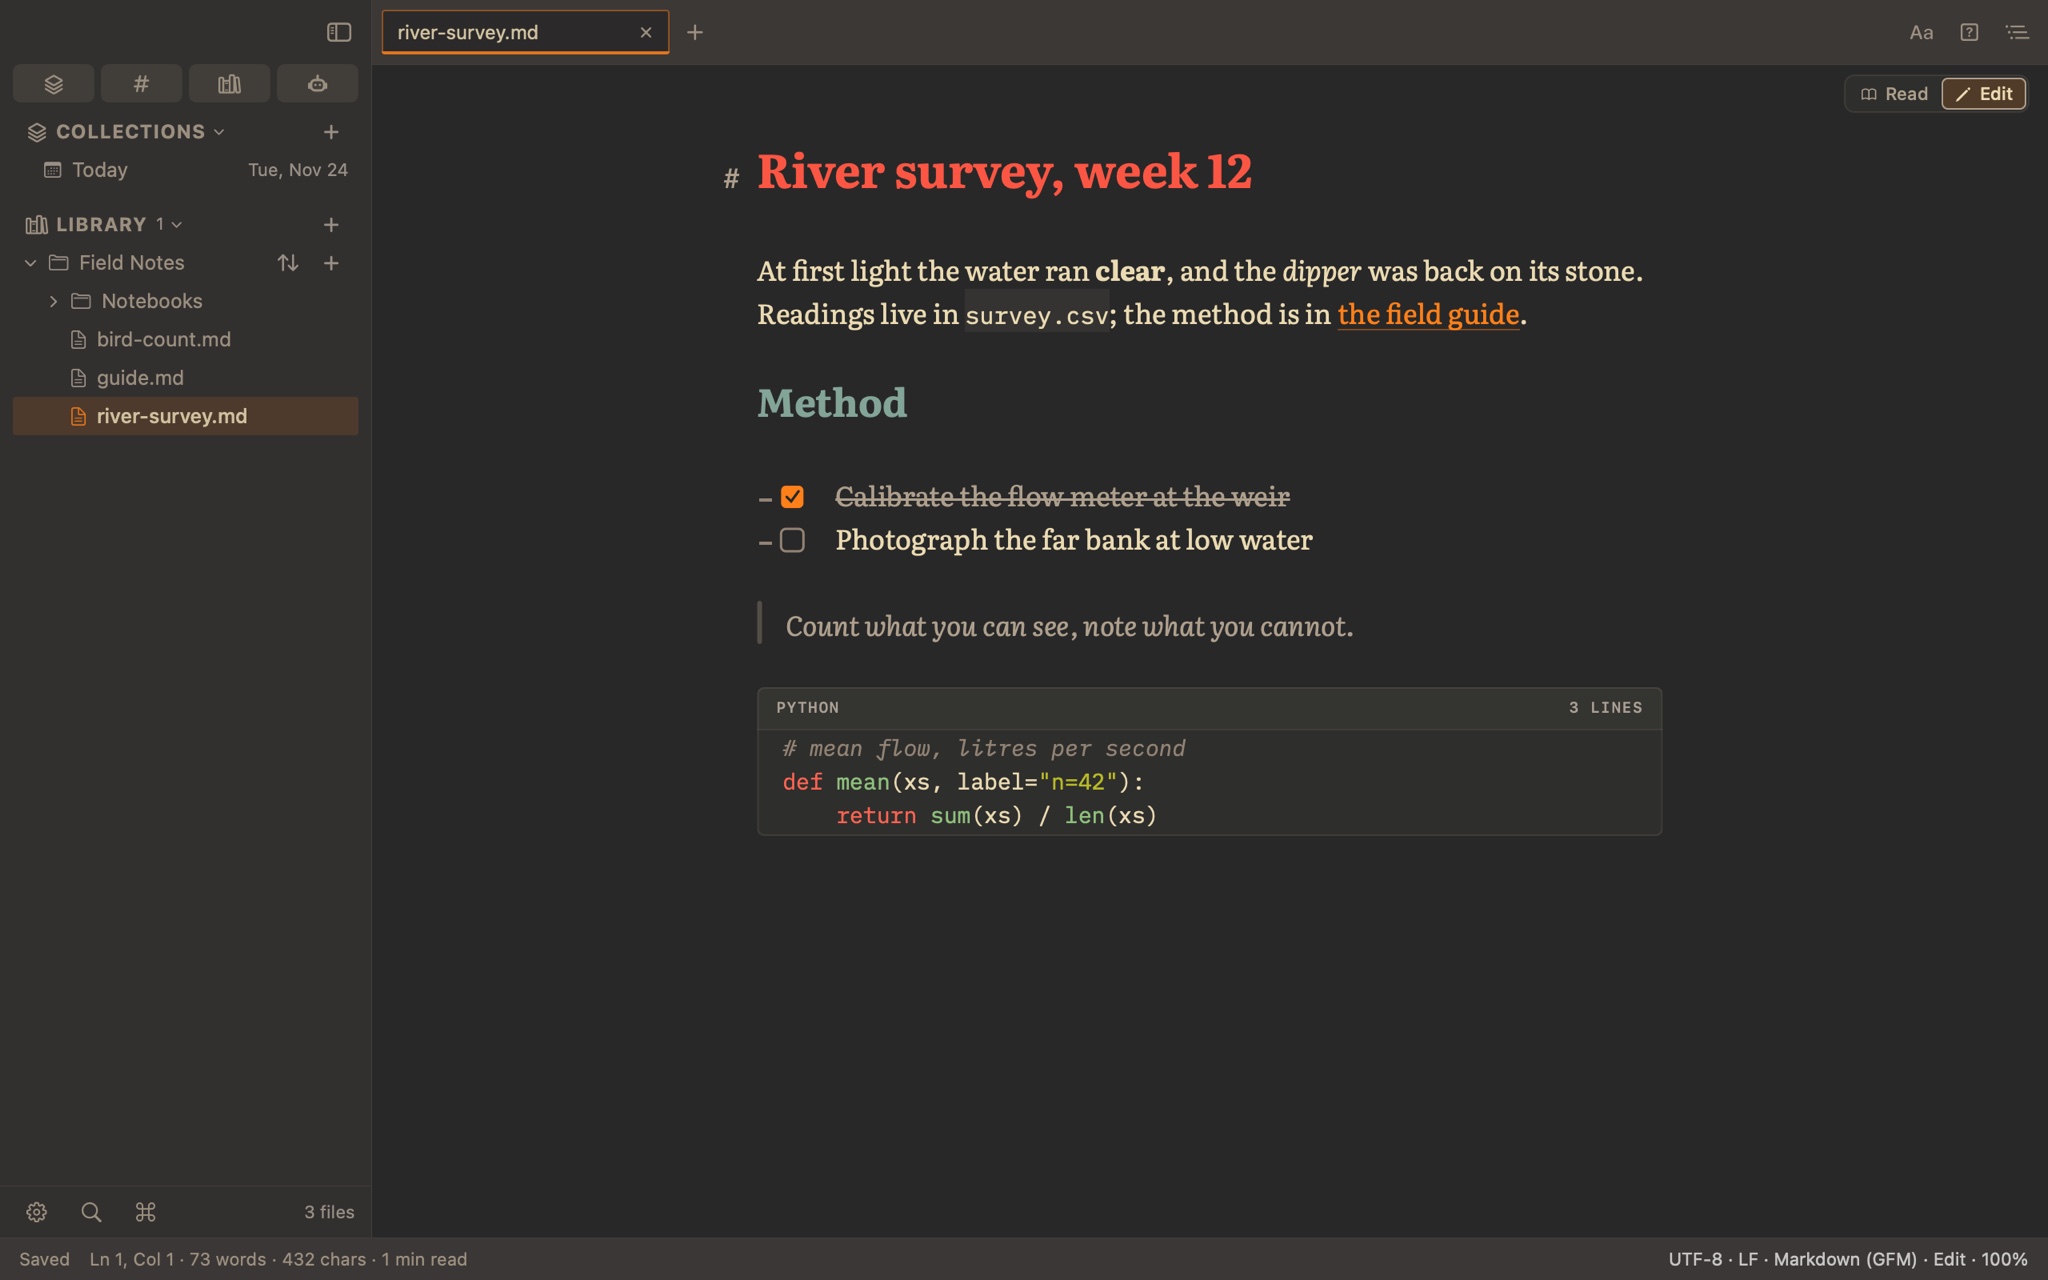 river-survey.md
Aa
Read
Edit
#
COLLECTIONS
Today
Tue, Nov 24
LIBRARY 1
Field Notes
Notebooks
bird-count.md
guide.md
river-survey.md
# River survey, week 12
At first light the water ran clear, and the dipper was back on its stone.
Readings live in survey.csv; the method is in the field guide.
Method
– Calibrate the flow meter at the weir
– Photograph the far bank at low water
Count what you can see, note what you cannot.
PYTHON
3 LINES
# mean flow, litres per second
def mean(xs, label="n=42"):
    return sum(xs) / len(xs)
3 files
Saved
Ln 1, Col 1 · 73 words · 432 chars · 1 min read
UTF-8 · LF · Markdown (GFM) · Edit · 100%